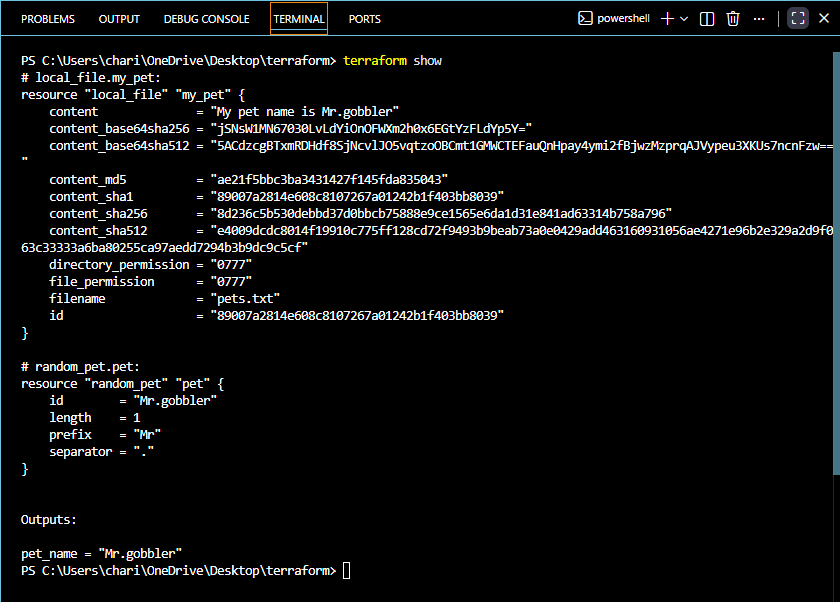 PROBLEMS OUTPUT DEBUG CONSOLE TERMINAL PORTS powershell
PS C:\Users\chari\OneDrive\Desktop\terraform> terraform show
# local_file.my_pet:
resource "local_file" "my_pet" {
    content              = "My pet name is Mr.gobbler"
    content_base64sha256 = "jSNsW1MN67030LvLdYiOnOFWXm2h0x6EGtYzFLdYp5Y="
    content_base64sha512 = "5ACdzcgBTxmRDHdf8SjNcvlJO5vqtzoOBCmt1GMWCTEFauQnHpay4ymi2fBjwzMzprqAJVypeu3XKUs7ncnFzw==
"
    content_md5          = "ae21f5bbc3ba3431427f145fda835043"
    content_sha1         = "89007a2814e608c8107267a01242b1f403bb8039"
    content_sha256       = "8d236c5b530debbd37d0bbcb75888e9ce1565e6da1d31e841ad63314b758a796"
    content_sha512       = "e4009dcdc8014f19910c775ff128cd72f9493b9beab73a0e0429add463160931056ae4271e96b2e329a2d9f0
63c33333a6ba80255ca97aedd7294b3b9dc9c5cf"
    directory_permission = "0777"
    file_permission      = "0777"
    filename             = "pets.txt"
    id                   = "89007a2814e608c8107267a01242b1f403bb8039"
}
# random_pet.pet:
resource "random_pet" "pet" {
    id        = "Mr.gobbler"
    length    = 1
    prefix    = "Mr"
    separator = "."
}
Outputs:
pet_name = "Mr.gobbler"
PS C:\Users\chari\OneDrive\Desktop\terraform>